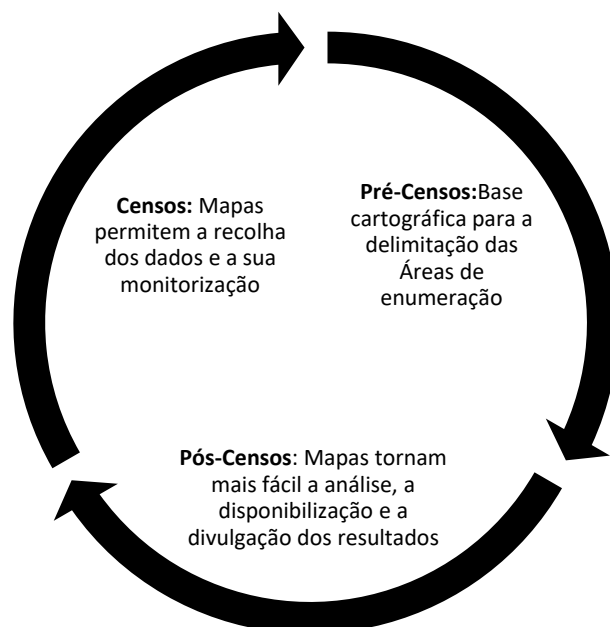 Censos: Mapas
permitem a recolha
dos dados e a sua
monitorização
Pré-Censos:Base
cartográfica para a
delimitação das
Áreas de
enumeração
Pós-Censos: Mapas tornam
mais fácil a análise, a
disponibilização e a
divulgação dos resultados